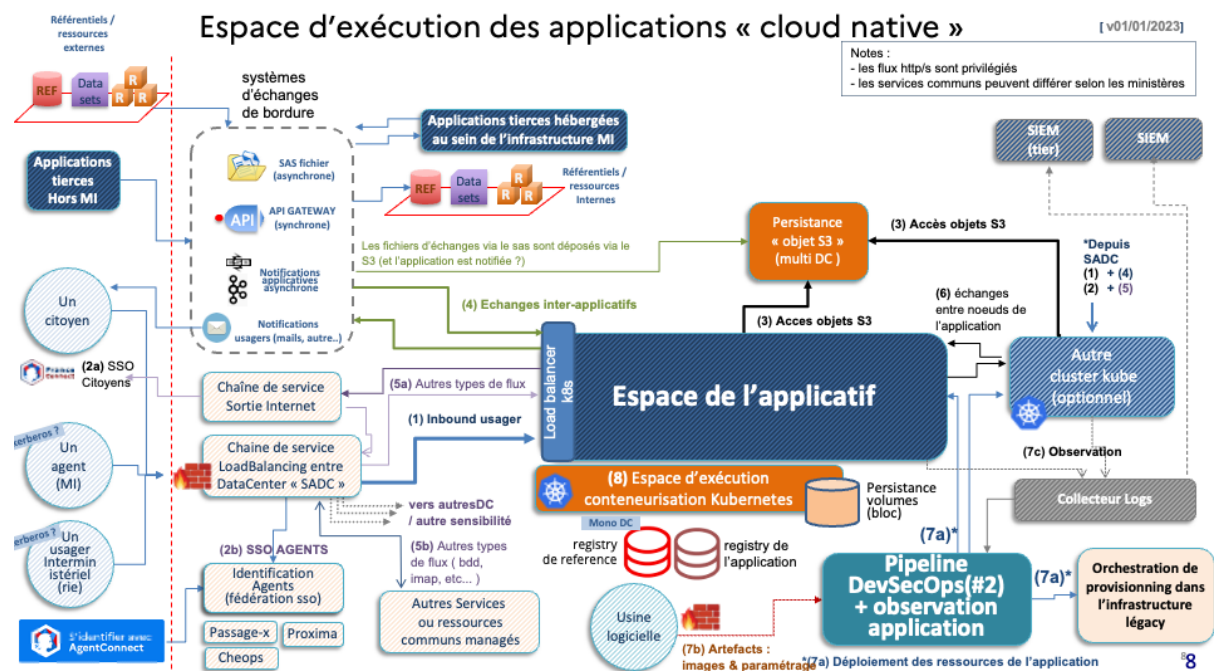 Espace d'exécution des applications « cloud native »
[ v01/01/2023]
Notes :
- les flux http/s sont privilégiés
- les services communs peuvent différer selon les ministères
Référentiels /
ressources
externes
REF
Data
sets
R
R
R
systèmes
d'échanges
de bordure
Applications
tierces
Hors MI
SAS fichier
(asynchrone)
API
API GATEWAY
(synchrone)
Notifications
applicatives
asynchrone
Notifications
usagers (mails, autre..)
Applications tierces hébergées
au sein de l'infrastructure MI
REF
Data
sets
R
R
R
Référentiels /
ressources
Internes
Les fichiers d'échanges via le sas sont déposés via le
S3 (et l'application est notifiée ?)
(4) Echanges inter-applicatifs
Persistance
« objet S3 »
(multi DC )
(3) Accès objets S3
(3) Acces objets S3
SIEM
(tier)
SIEM
*Depuis
SADC
(1) + (4)
(2) + (5)
(6) échanges
entre noeuds de
l'application
Un
citoyen
(2a) SSO
Citoyens
France
Connect
Chaîne de service
Sortie Internet
(5a) Autres types de flux
(1) Inbound usager
Load balancer
k8s
Espace de l'applicatif
Autre
cluster kube
(optionnel)
kerberos ?
Un
agent
(MI)
Chaine de service
LoadBalancing entre
DataCenter « SADC »
vers autresDC
/ autre sensibilité
(8) Espace d'exécution
conteneurisation Kubernetes
Persistance
volumes
(bloc)
(7c) Observation
Collecteur Logs
Mono DC
registry
de reference
registry de
l'application
kerberos ?
Un
usager
Intermin
istériel
(rie)
(2b) SSO AGENTS
(5b) Autres types
de flux ( bdd,
imap, etc... )
Identification
Agents
(fédération sso)
Passage-x
Proxima
Cheops
S'identifier avec
AgentConnect
Autres Services
ou ressources
communs managés
Usine
logicielle
(7b) Artefacts :
images & paramétrage
(7a)*
Pipeline
DevSecOps(#2)
+ observation
application
(7a)*
Orchestration de
provisionning dans
l'infrastructure
légacy
*(7a) Déploiement des ressources de l'application
8
8